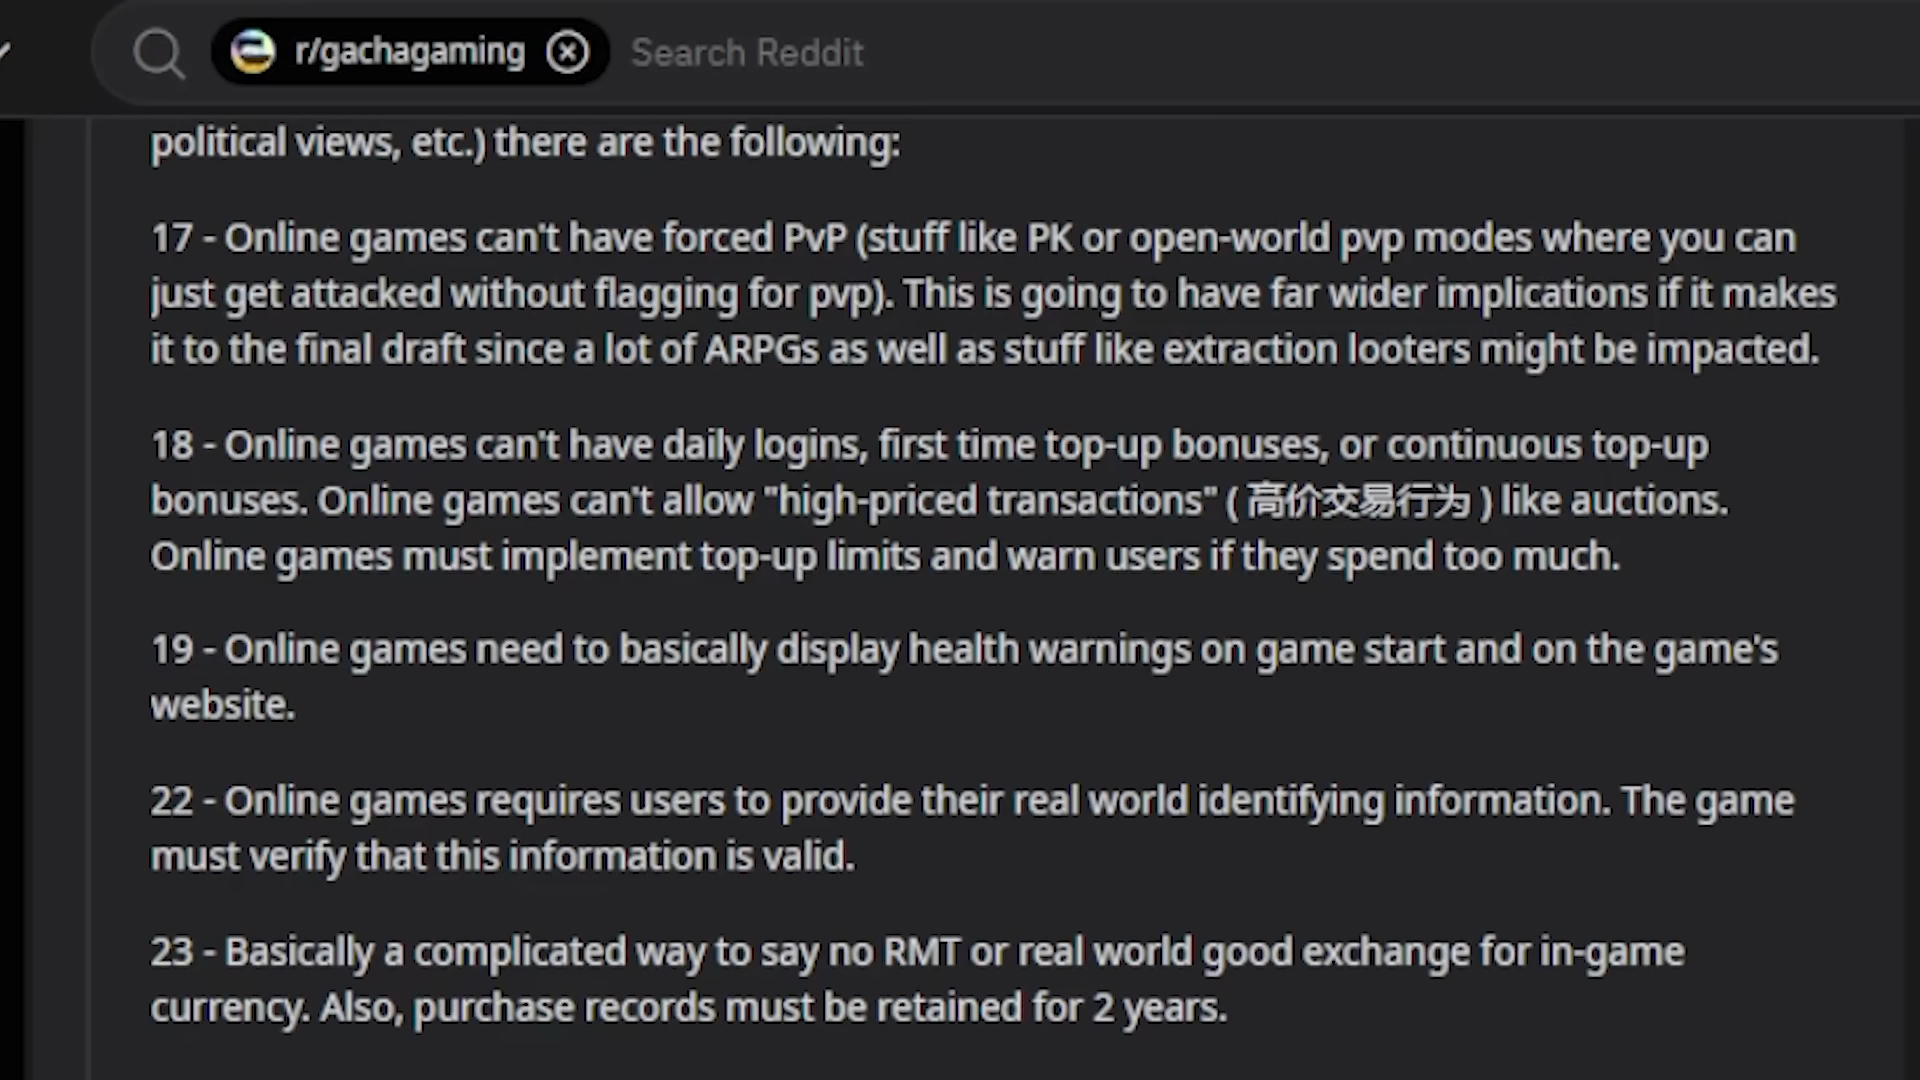 r/gachagaming Search Reddit
political views, etc.) there are the following:
17 - Online games can't have forced PvP (stuff like PK or open-world pvp modes where you can
just get attacked without flagging for pvp). This is going to have far wider implications if it makes
it to the final draft since a lot of ARPGs as well as stuff like extraction looters might be impacted.
18 - Online games can't have daily logins, first time top-up bonuses, or continuous top-up
bonuses. Online games can't allow "high-priced transactions" ( 高价交易行为 ) like auctions.
Online games must implement top-up limits and warn users if they spend too much.
19 - Online games need to basically display health warnings on game start and on the game's
website.
22 - Online games requires users to provide their real world identifying information. The game
must verify that this information is valid.
23 - Basically a complicated way to say no RMT or real world good exchange for in-game
currency. Also, purchase records must be retained for 2 years.